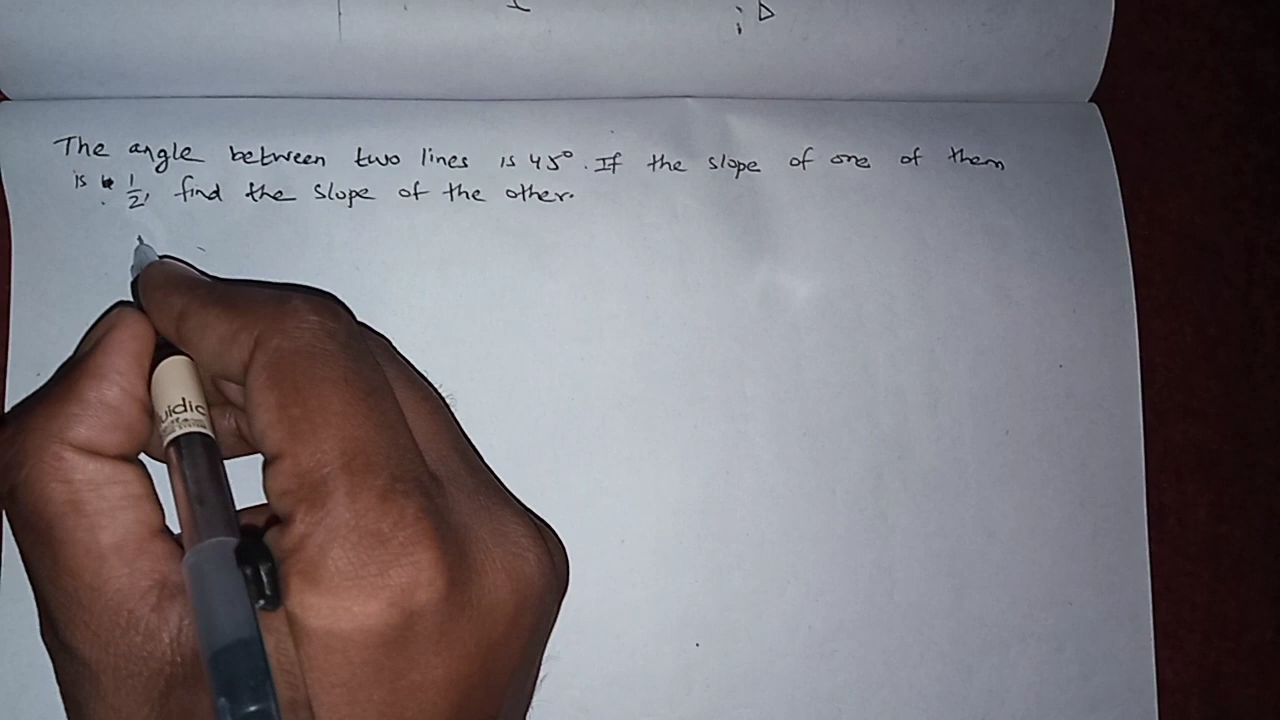 The angle between two lines is 45°. If the slope of one of them
is 1/2, find the slope of the other.
uidic